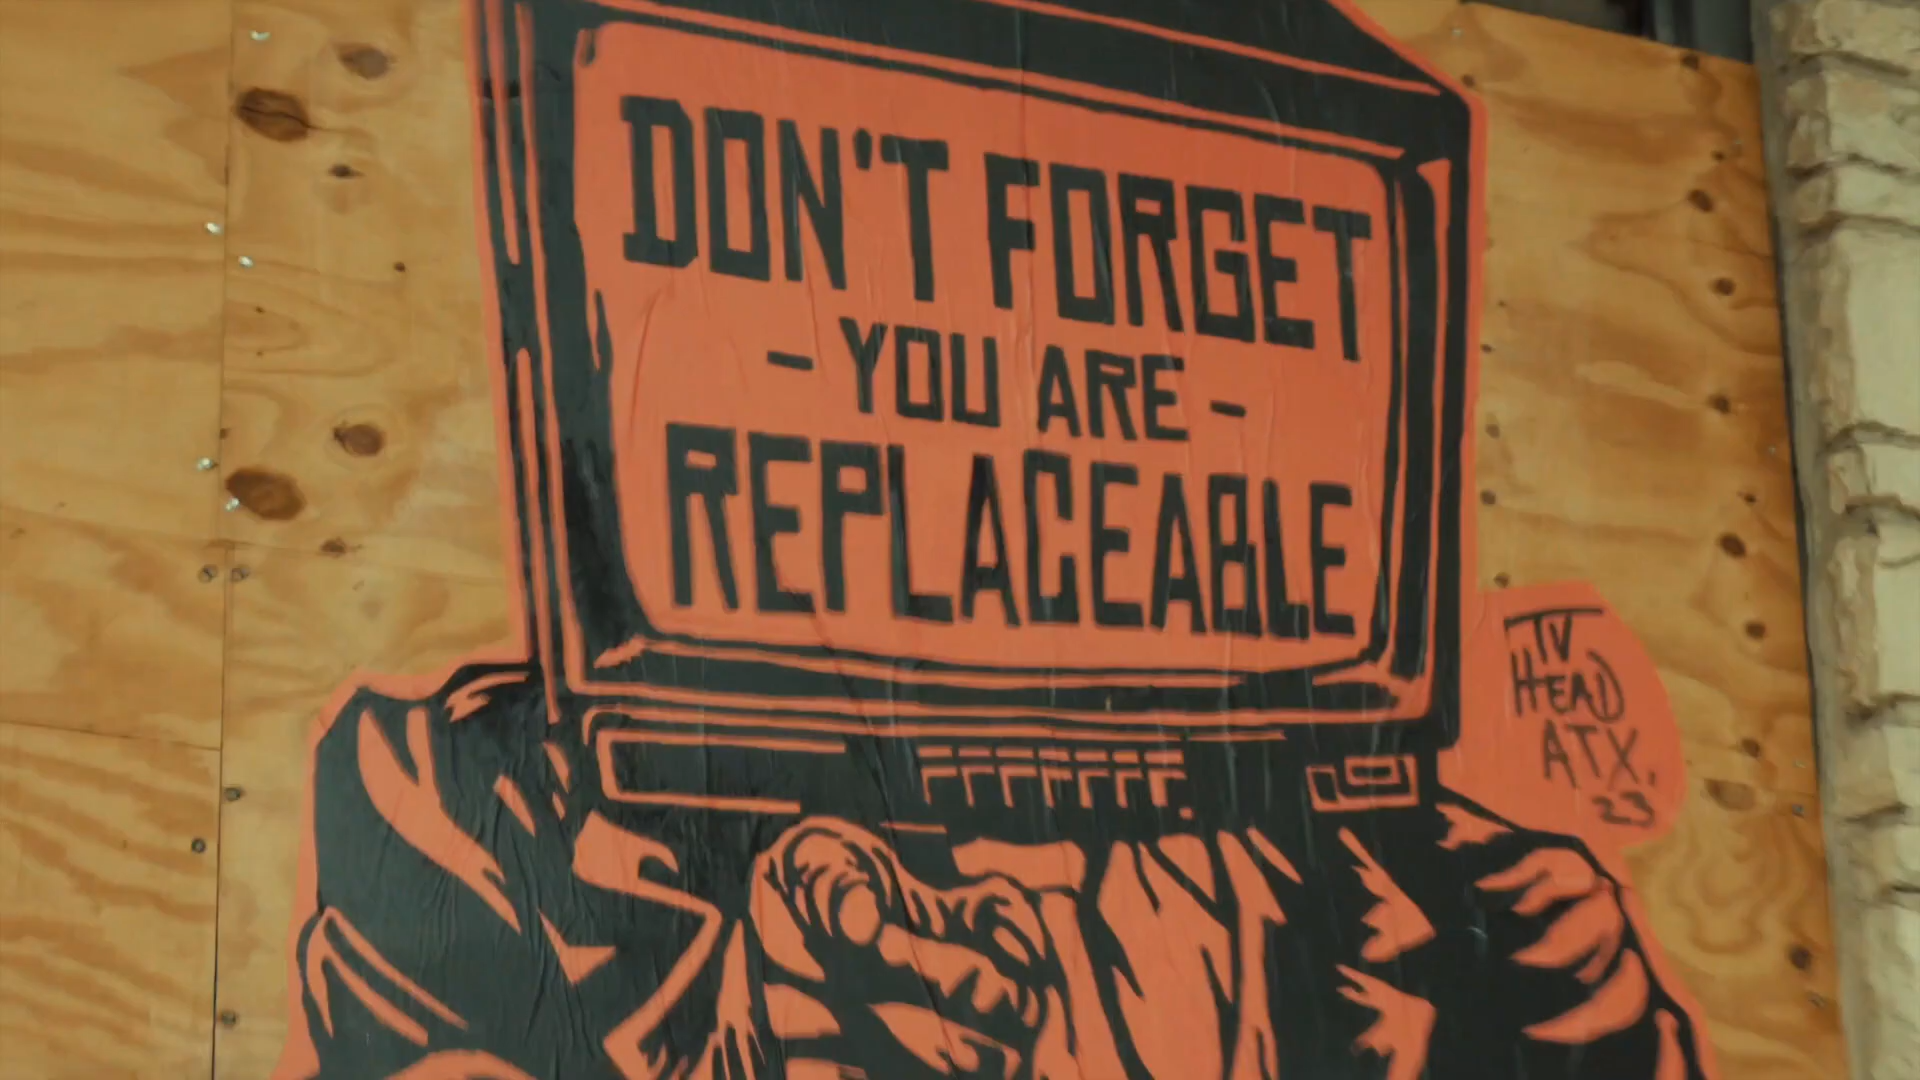 DON'T FORGET
- YOU ARE -
REPLACEABLE
TV
HEAD
ATX.
23